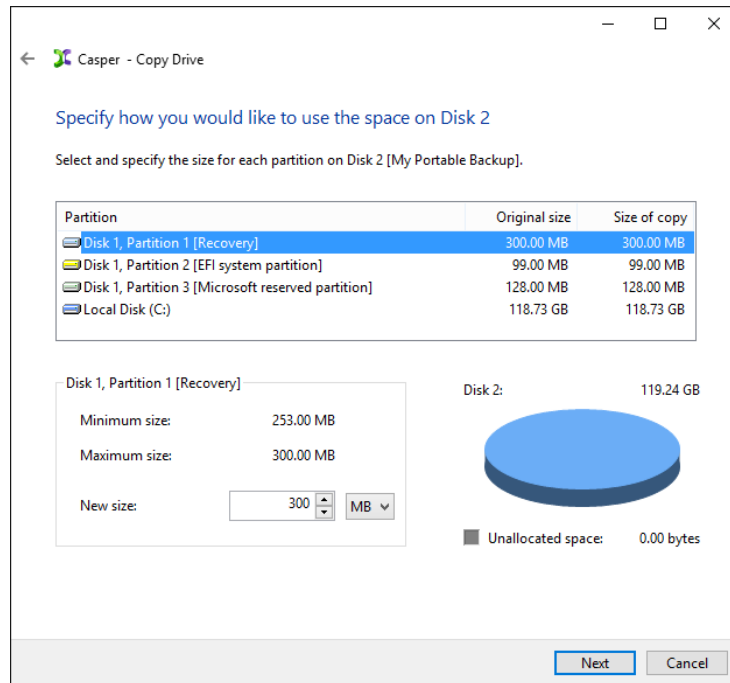 Casper - Copy Drive
Specify how you would like to use the space on Disk 2
Select and specify the size for each partition on Disk 2 [My Portable Backup].
Partition Original size Size of copy
Disk 1, Partition 1 [Recovery] 300.00 MB 300.00 MB
Disk 1, Partition 2 [EFI system partition] 99.00 MB 99.00 MB
Disk 1, Partition 3 [Microsoft reserved partition] 128.00 MB 128.00 MB
Local Disk (C:) 118.73 GB 118.73 GB
Disk 1, Partition 1 [Recovery]
Minimum size: 253.00 MB
Maximum size: 300.00 MB
New size: 300 MB
Disk 2: 119.24 GB
Unallocated space: 0.00 bytes
Next Cancel